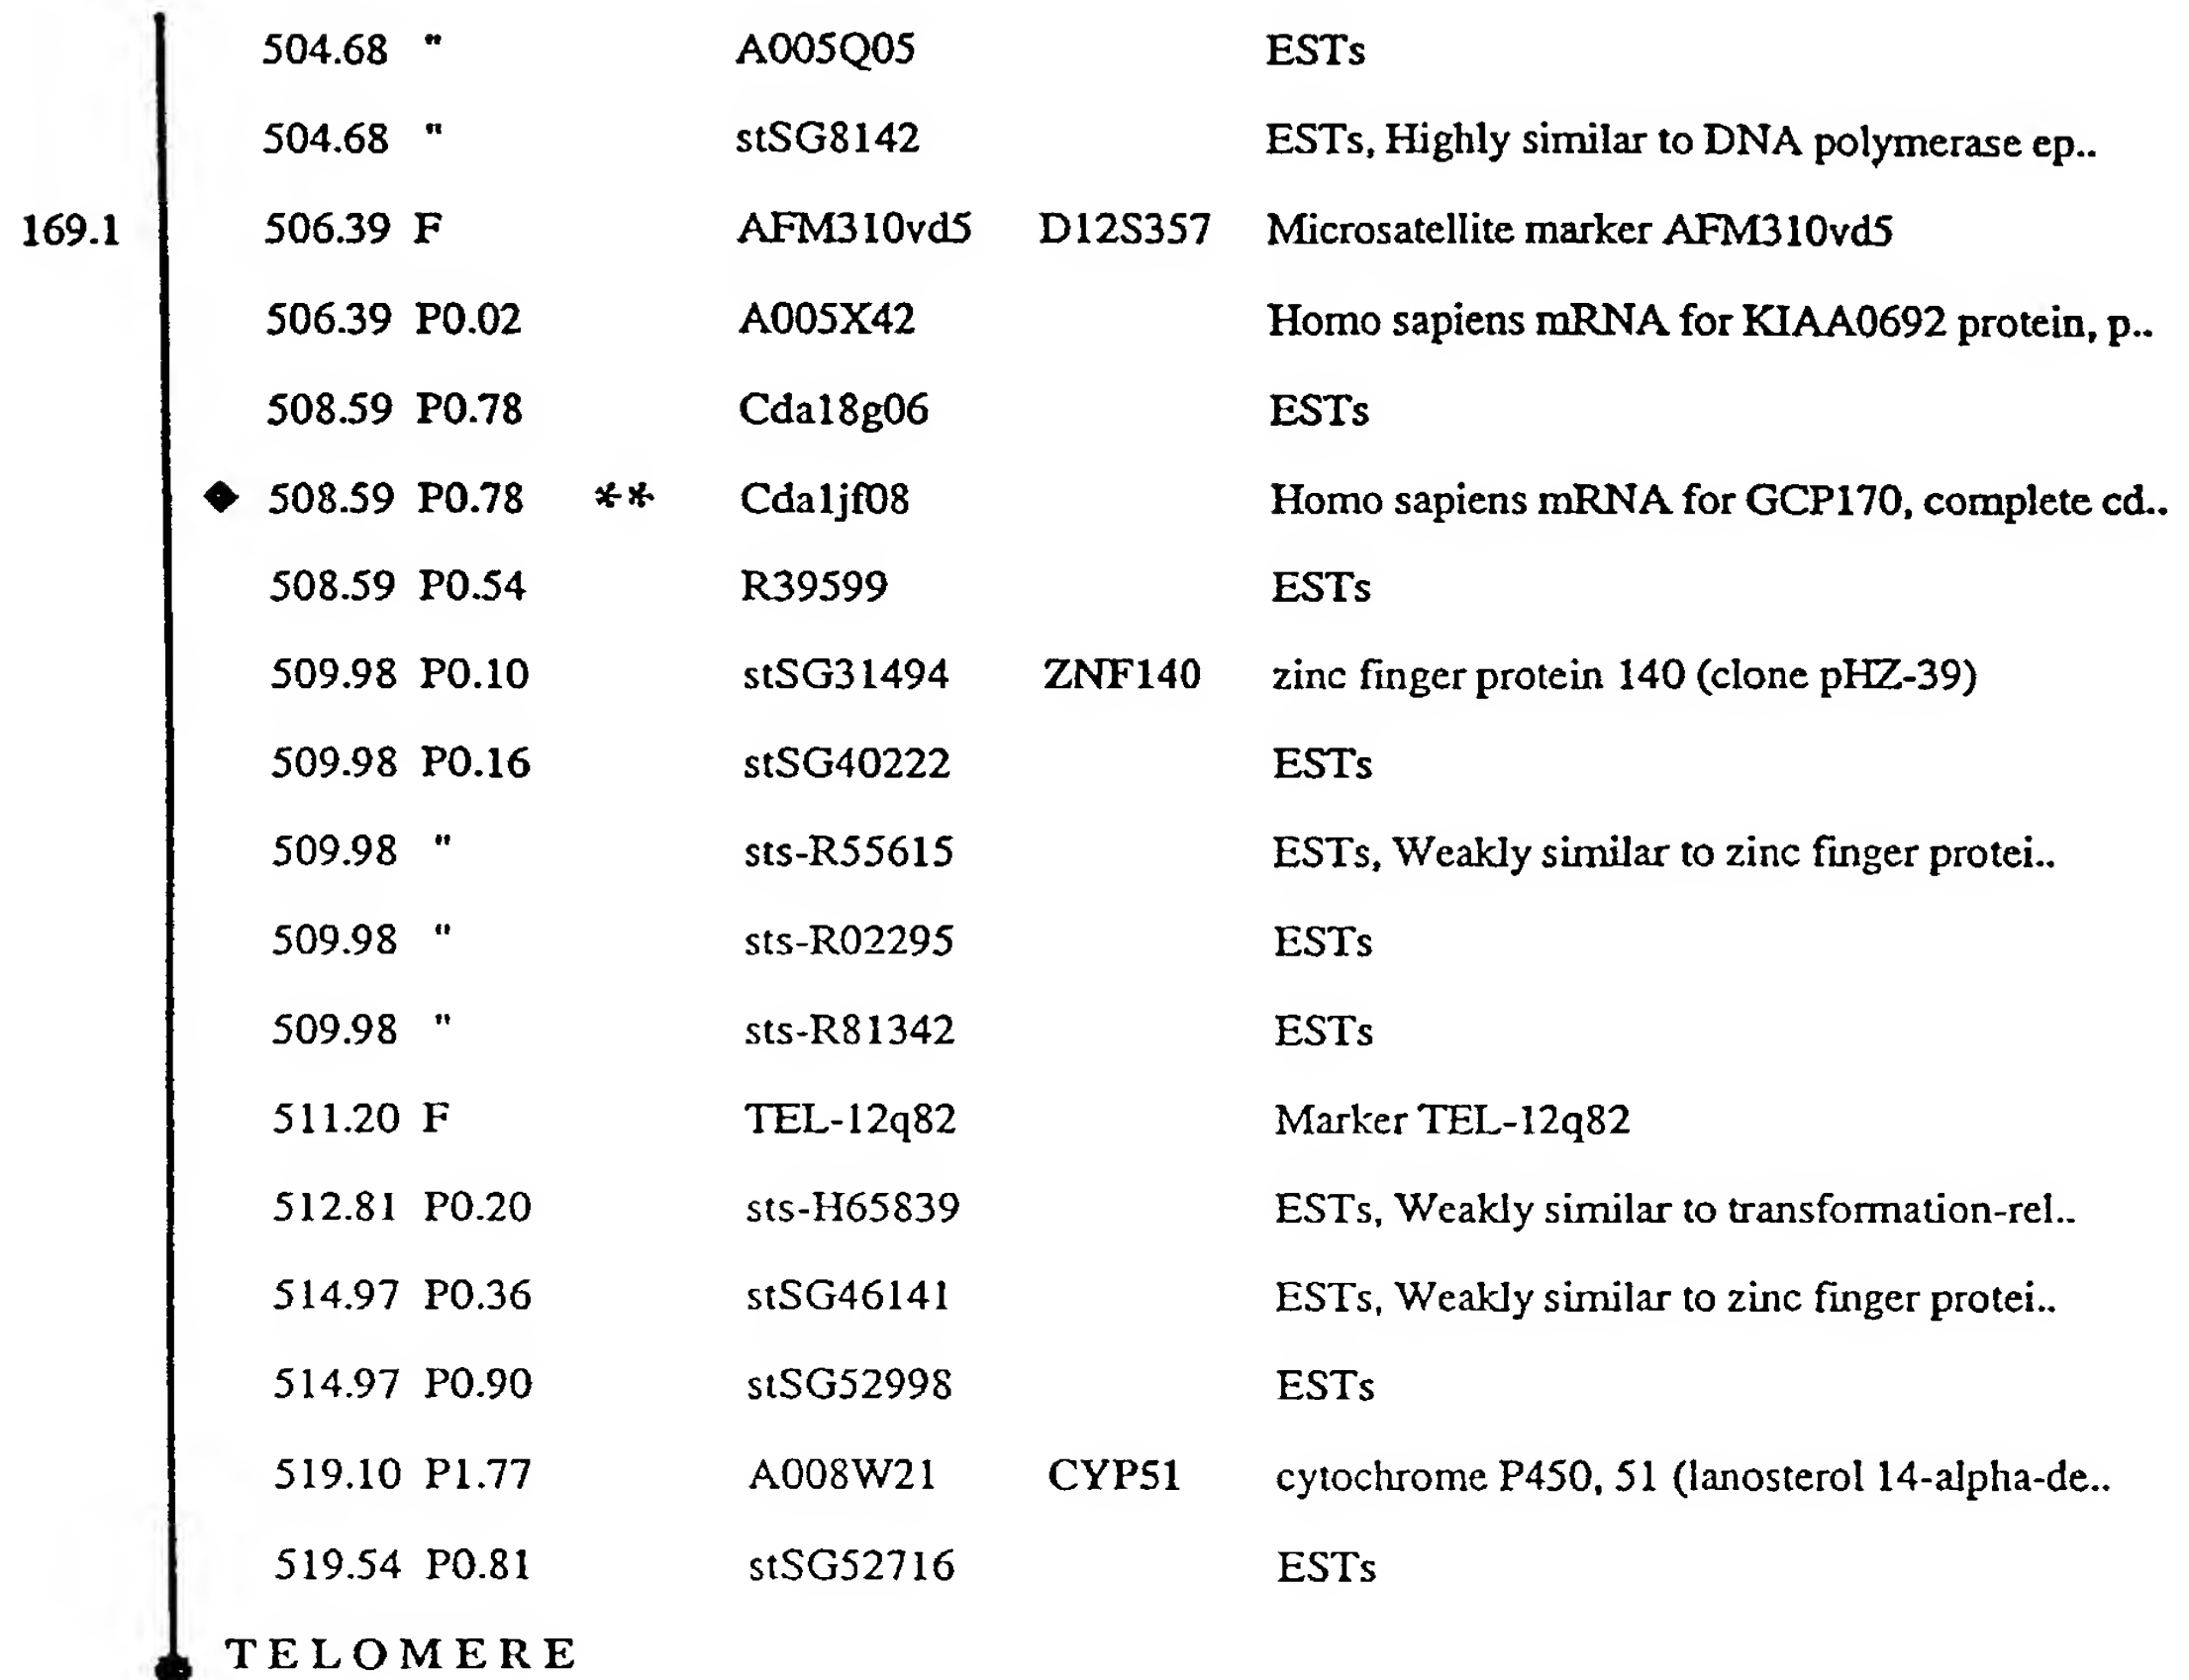 504.68 " A005Q05 ESTs
504.68 " stSG8142 ESTs, Highly similar to DNA polymerase ep..
169.1 506.39 F AFM310vd5 D12S357 Microsatellite marker AFM310vd5
506.39 P0.02 A005X42 Homo sapiens mRNA for KIAA0692 protein, p..
508.59 P0.78 Cda18g06 ESTs
◆ 508.59 P0.78 ** Cda1jf08 Homo sapiens mRNA for GCP170, complete cd..
508.59 P0.54 R39599 ESTs
509.98 P0.10 stSG31494 ZNF140 zinc finger protein 140 (clone pHZ-39)
509.98 P0.16 stSG40222 ESTs
509.98 " sts-R55615 ESTs, Weakly similar to zinc finger protei..
509.98 " sts-R02295 ESTs
509.98 " sts-R81342 ESTs
511.20 F TEL-12q82 Marker TEL-12q82
512.81 P0.20 sts-H65839 ESTs, Weakly similar to transformation-rel..
514.97 P0.36 stSG46141 ESTs, Weakly similar to zinc finger protei..
514.97 P0.90 stSG52998 ESTs
519.10 P1.77 A008W21 CYP51 cytochrome P450, 51 (lanosterol 14-alpha-de..
519.54 P0.81 stSG52716 ESTs
TELOMERE